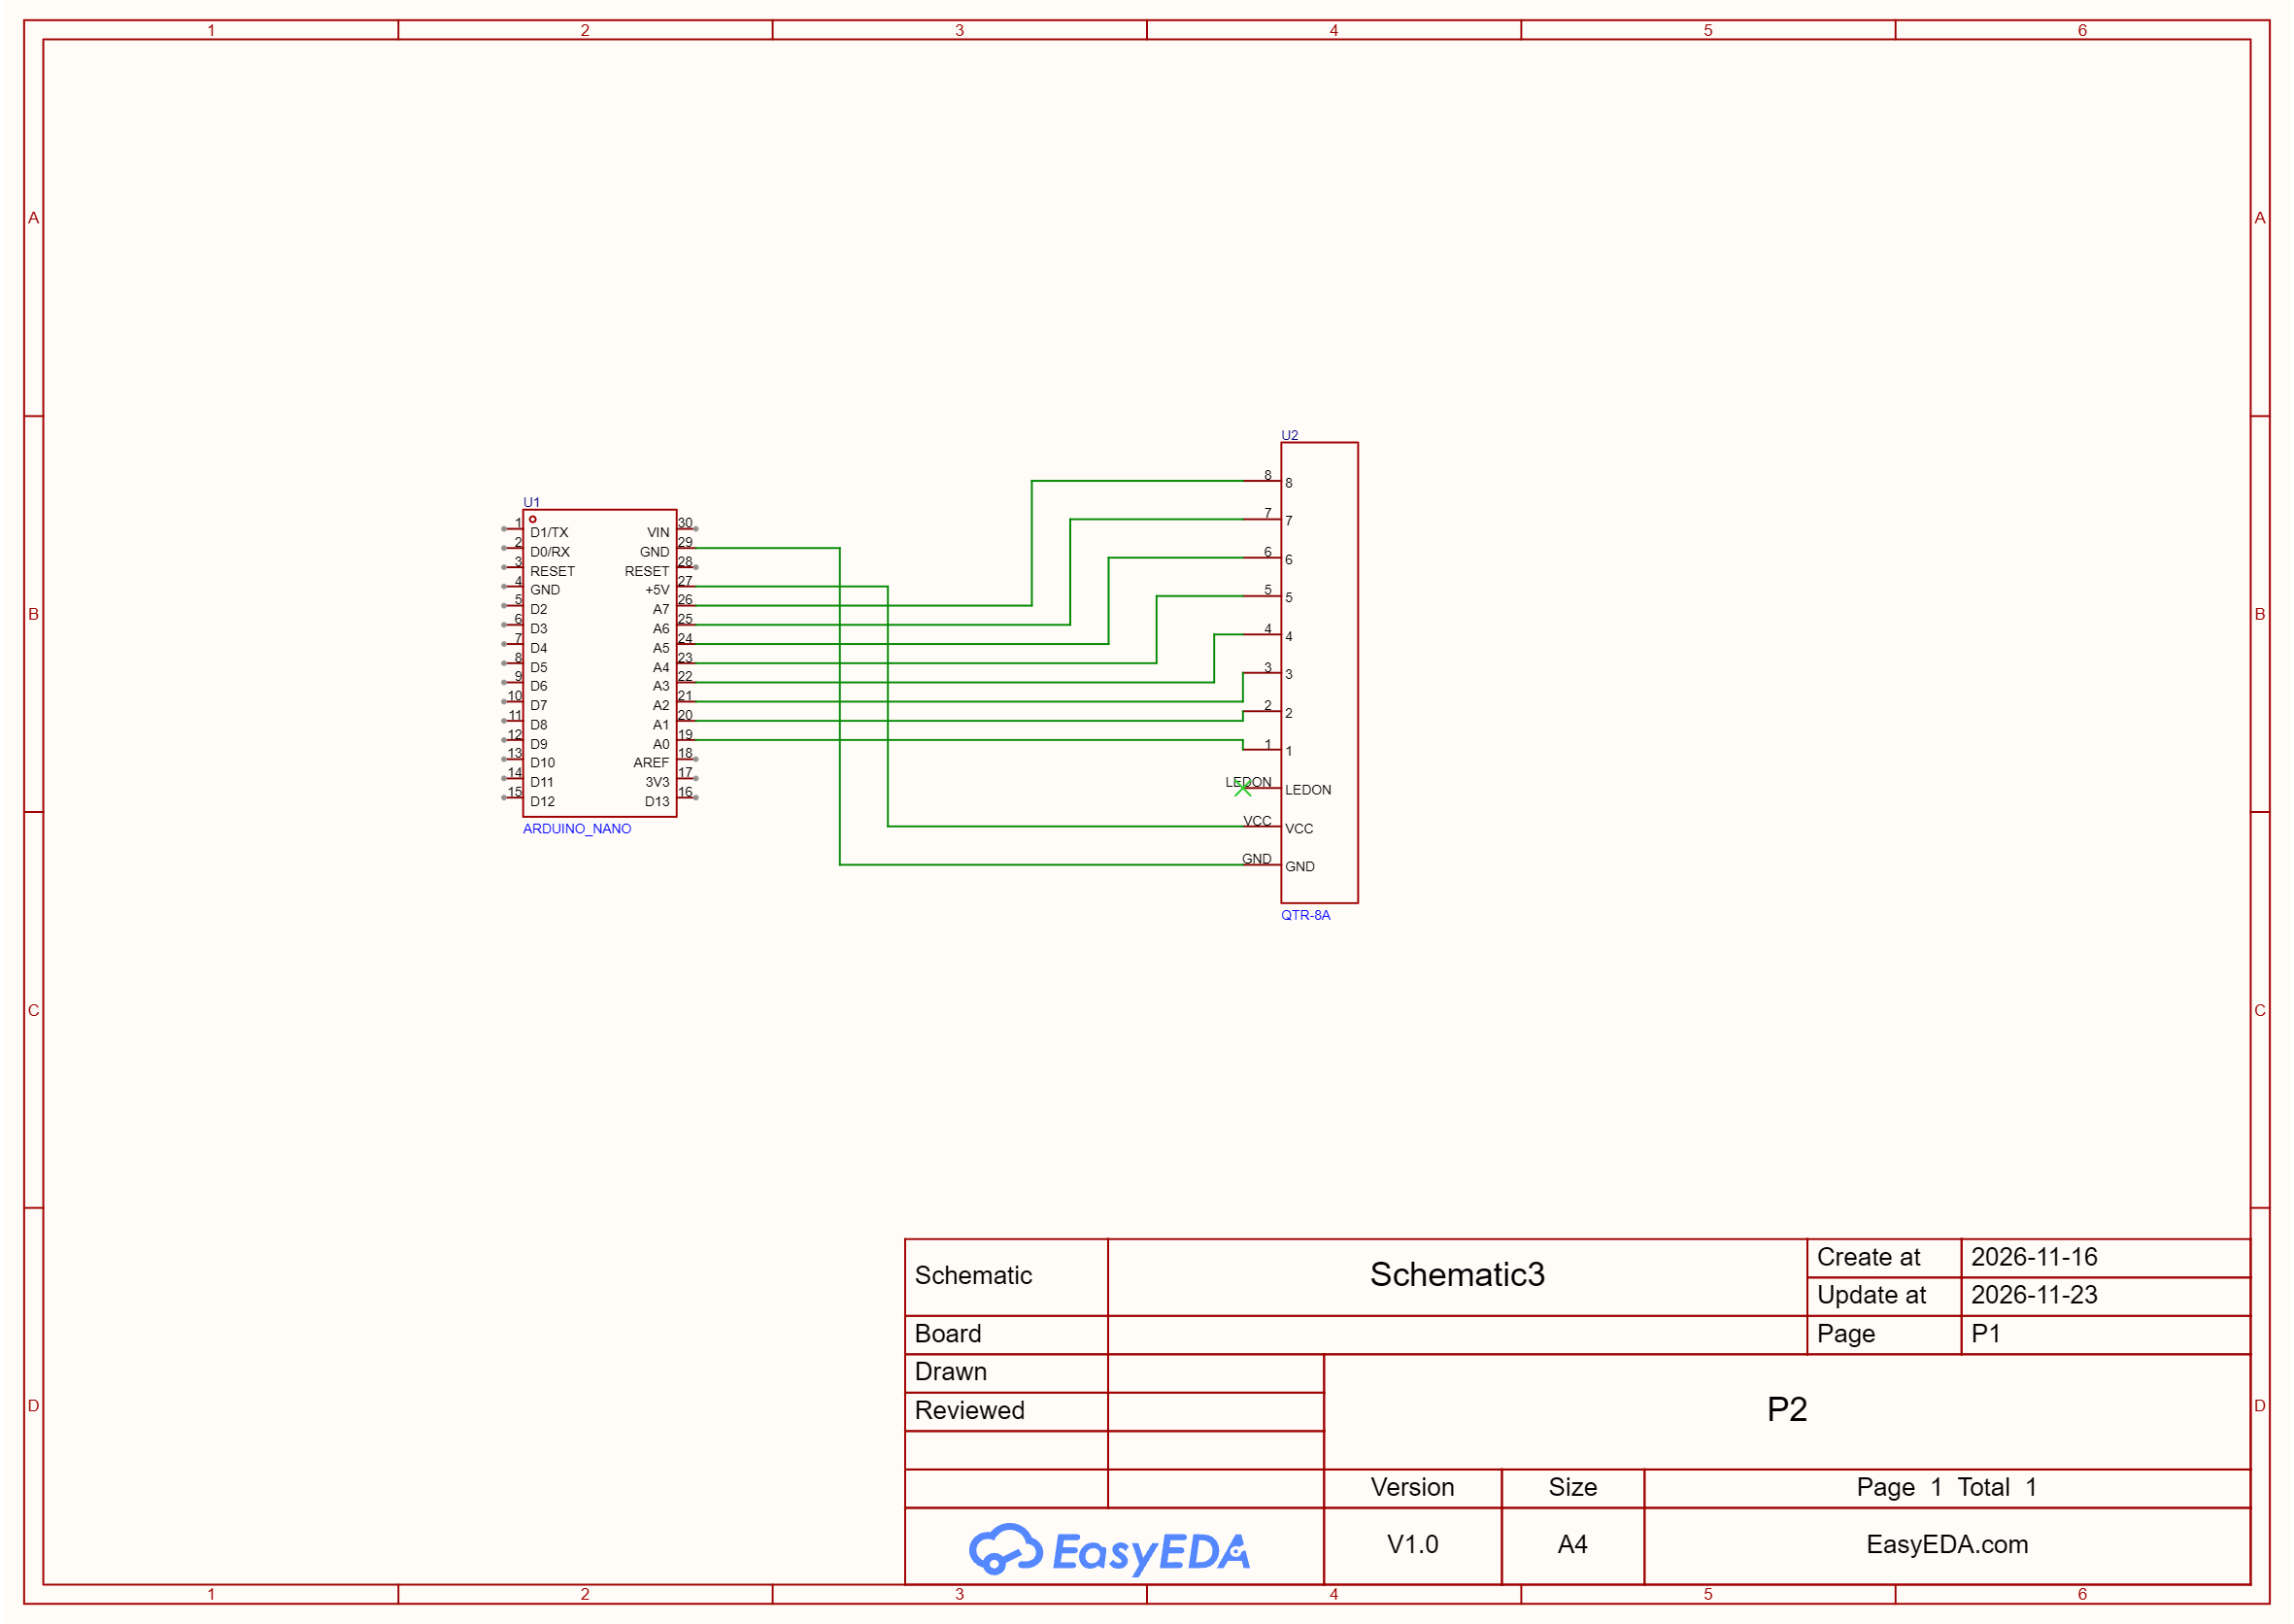 1 2 3 4 5 6
A A
U2
8 8
7 7
6 6
5 5
4 4
3 3
2 2
1 1
LEDON LEDON
VCC VCC
GND GND
QTR-8A
U1
1 D1/TX VIN 30
2 D0/RX GND 29
3 RESET RESET 28
4 GND +5V 27
5 D2 A7 26
6 D3 A6 25
7 D4 A5 24
8 D5 A4 23
9 D6 A3 22
10 D7 A2 21
11 D8 A1 20
12 D9 A0 19
13 D10 AREF 18
14 D11 3V3 17
15 D12 D13 16
ARDUINO_NANO
B B
C C
D D
Schematic Schematic3 Create at 2026-11-16
Update at 2026-11-23
Board Page P1
Drawn
Reviewed
P2
Version Size Page 1 Total 1
EasyEDA V1.0 A4 EasyEDA.com
1 2 3 4 5 6